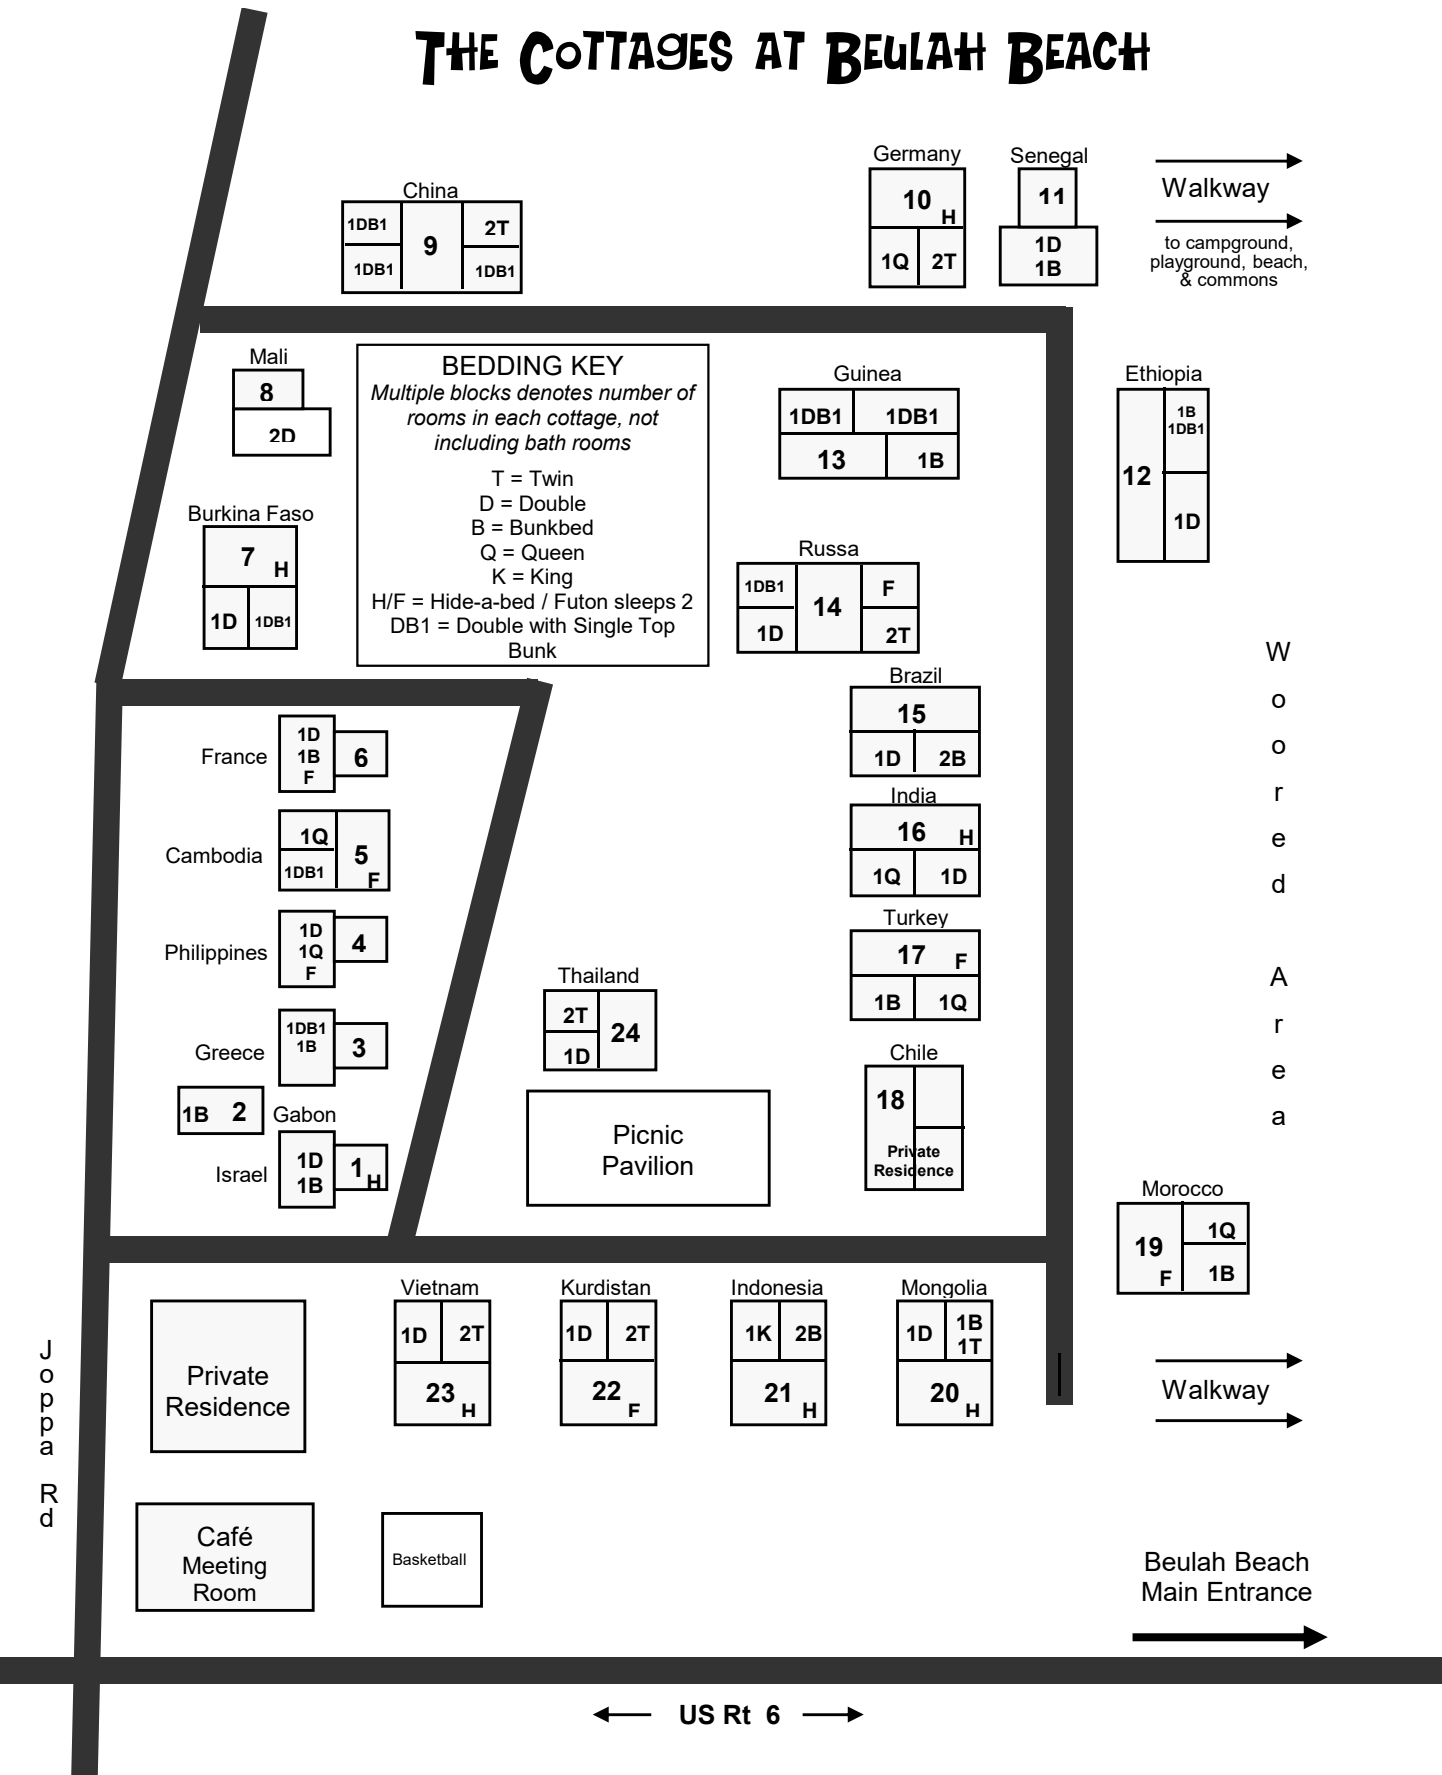 THE COTTAGES AT BEULAH BEACH
Germany
10
H
1Q
2T
Senegal
11
1D
1B
Walkway
to campground,
playground, beach,
& commons
China
1DB1
9
2T
1DB1
1DB1
Mali
8
2D
BEDDING KEY
Multiple blocks denotes number of
rooms in each cottage, not
including bath rooms
T = Twin
D = Double
B = Bunkbed
Q = Queen
K = King
H/F = Hide-a-bed / Futon sleeps 2
DB1 = Double with Single Top
Bunk
Guinea
1DB1
1DB1
13
1B
Ethiopia
12
1B
1DB1
1D
Burkina Faso
7
H
1D
1DB1
Russa
1DB1
14
F
1D
2T
Woored Area
Brazil
15
1D
2B
France
1D
1B
F
6
India
16
H
1Q
1D
Cambodia
1Q
1DB1
5
F
Turkey
17
F
1B
1Q
Philippines
1D
1Q
F
4
Thailand
2T
24
1D
Greece
1DB1
1B
3
Chile
18
Private
Residence
1B 2
Gabon
Picnic
Pavilion
Israel
1D
1B
1
H
Morocco
19
F
1Q
1B
Vietnam
1D
2T
23
H
Kurdistan
1D
2T
22
F
Indonesia
1K
2B
21
H
Mongolia
1D
1B
1T
20
H
Joppa Rd
Private
Residence
Walkway
Café
Meeting
Room
Basketball
Beulah Beach
Main Entrance
US Rt 6